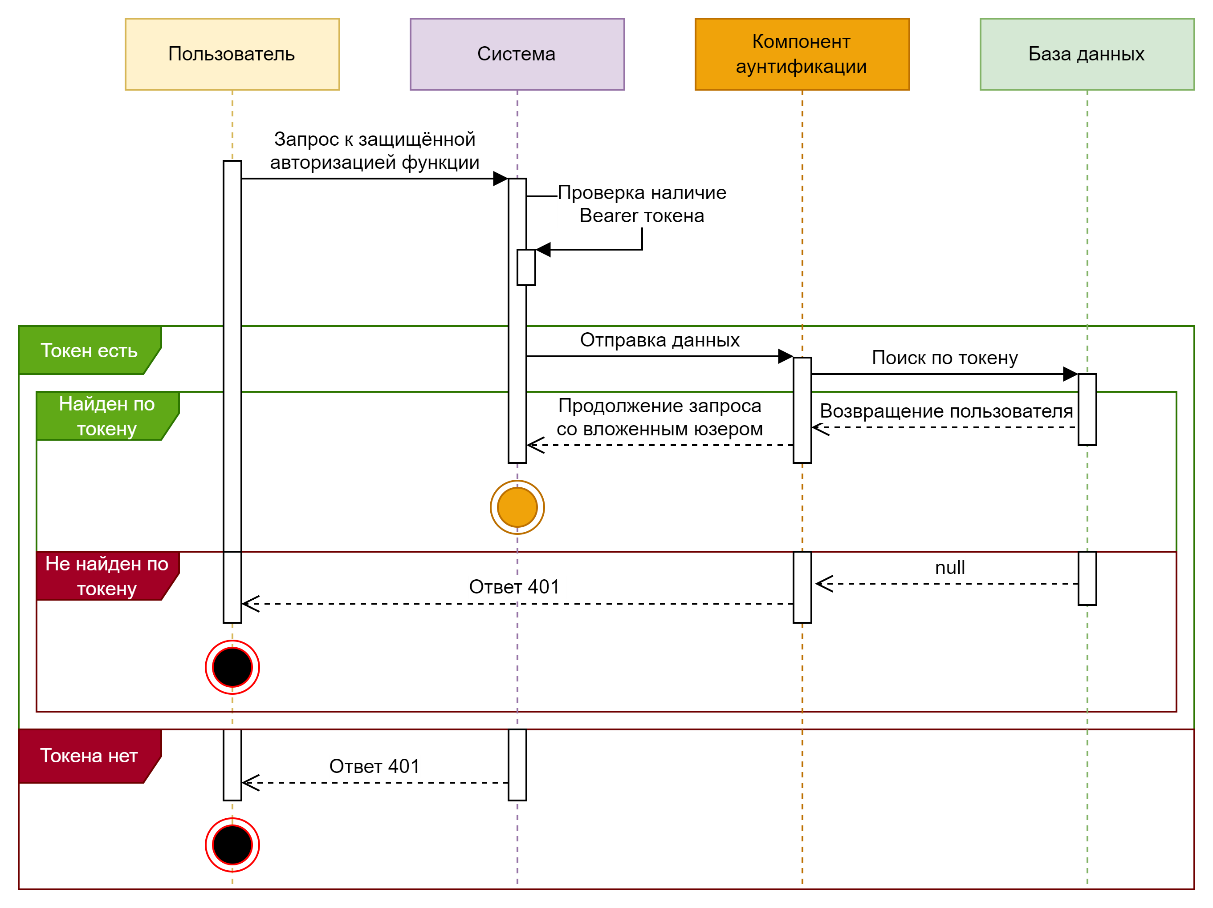 Пользователь
Система
Компонент
аунтификации
База данных
Запрос к защищённой
авторизацией функции
Проверка наличие
Bearer токена
Токен есть
Отправка данных
Поиск по токену
Найден по
токену
Продолжение запроса
со вложенным юзером
Возвращение пользователя
Не найден по
токену
null
Ответ 401
Токена нет
Ответ 401